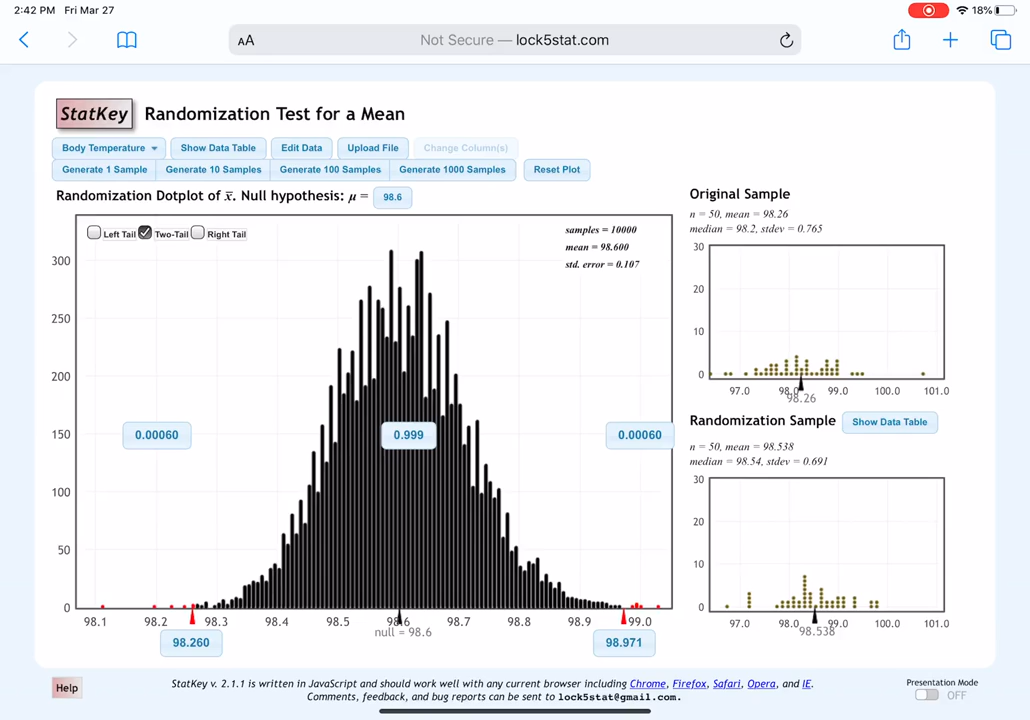 2:42 PM Fri Mar 27
18%
AA
Not Secure — lock5stat.com
StatKey Randomization Test for a Mean
Body Temperature Show Data Table Edit Data Upload File Change Column(s)
Generate 1 Sample Generate 10 Samples Generate 100 Samples Generate 1000 Samples Reset Plot
Randomization Dotplot of x̅. Null hypothesis: μ = 98.6
Left Tail Two-Tail Right Tail
samples = 10000
mean = 98.600
std. error = 0.107
300
250
200
150
100
50
0
0.00060 0.999 0.00060
98.1 98.2 98.3 98.4 98.5 98.6 98.7 98.8 98.9 99.0
null = 98.6
98.260 98.971
Original Sample
n = 50, mean = 98.26
median = 98.2, stdev = 0.765
30
20
10
0
97.0 98.0 99.0 100.0 101.0
98.26
Randomization Sample Show Data Table
n = 50, mean = 98.538
median = 98.54, stdev = 0.691
30
20
10
0
97.0 98.0 99.0 100.0 101.0
98.538
Help
StatKey v. 2.1.1 is written in JavaScript and should work well with any current browser including Chrome, Firefox, Safari, Opera, and IE.
Comments, feedback, and bug reports can be sent to lock5stat@gmail.com.
Presentation Mode
OFF